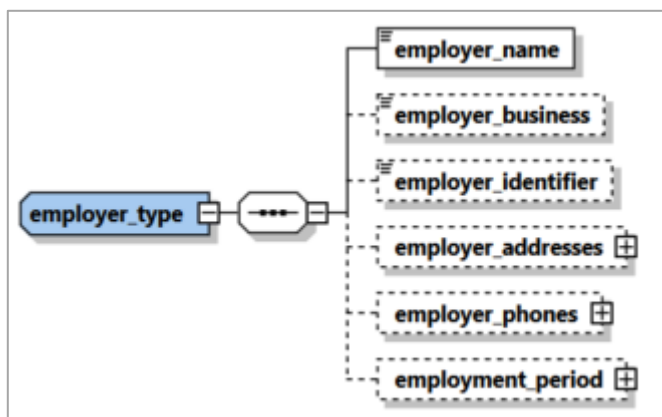 employer_name
employer_business
employer_identifier
employer_type
employer_addresses
employer_phones
employment_period